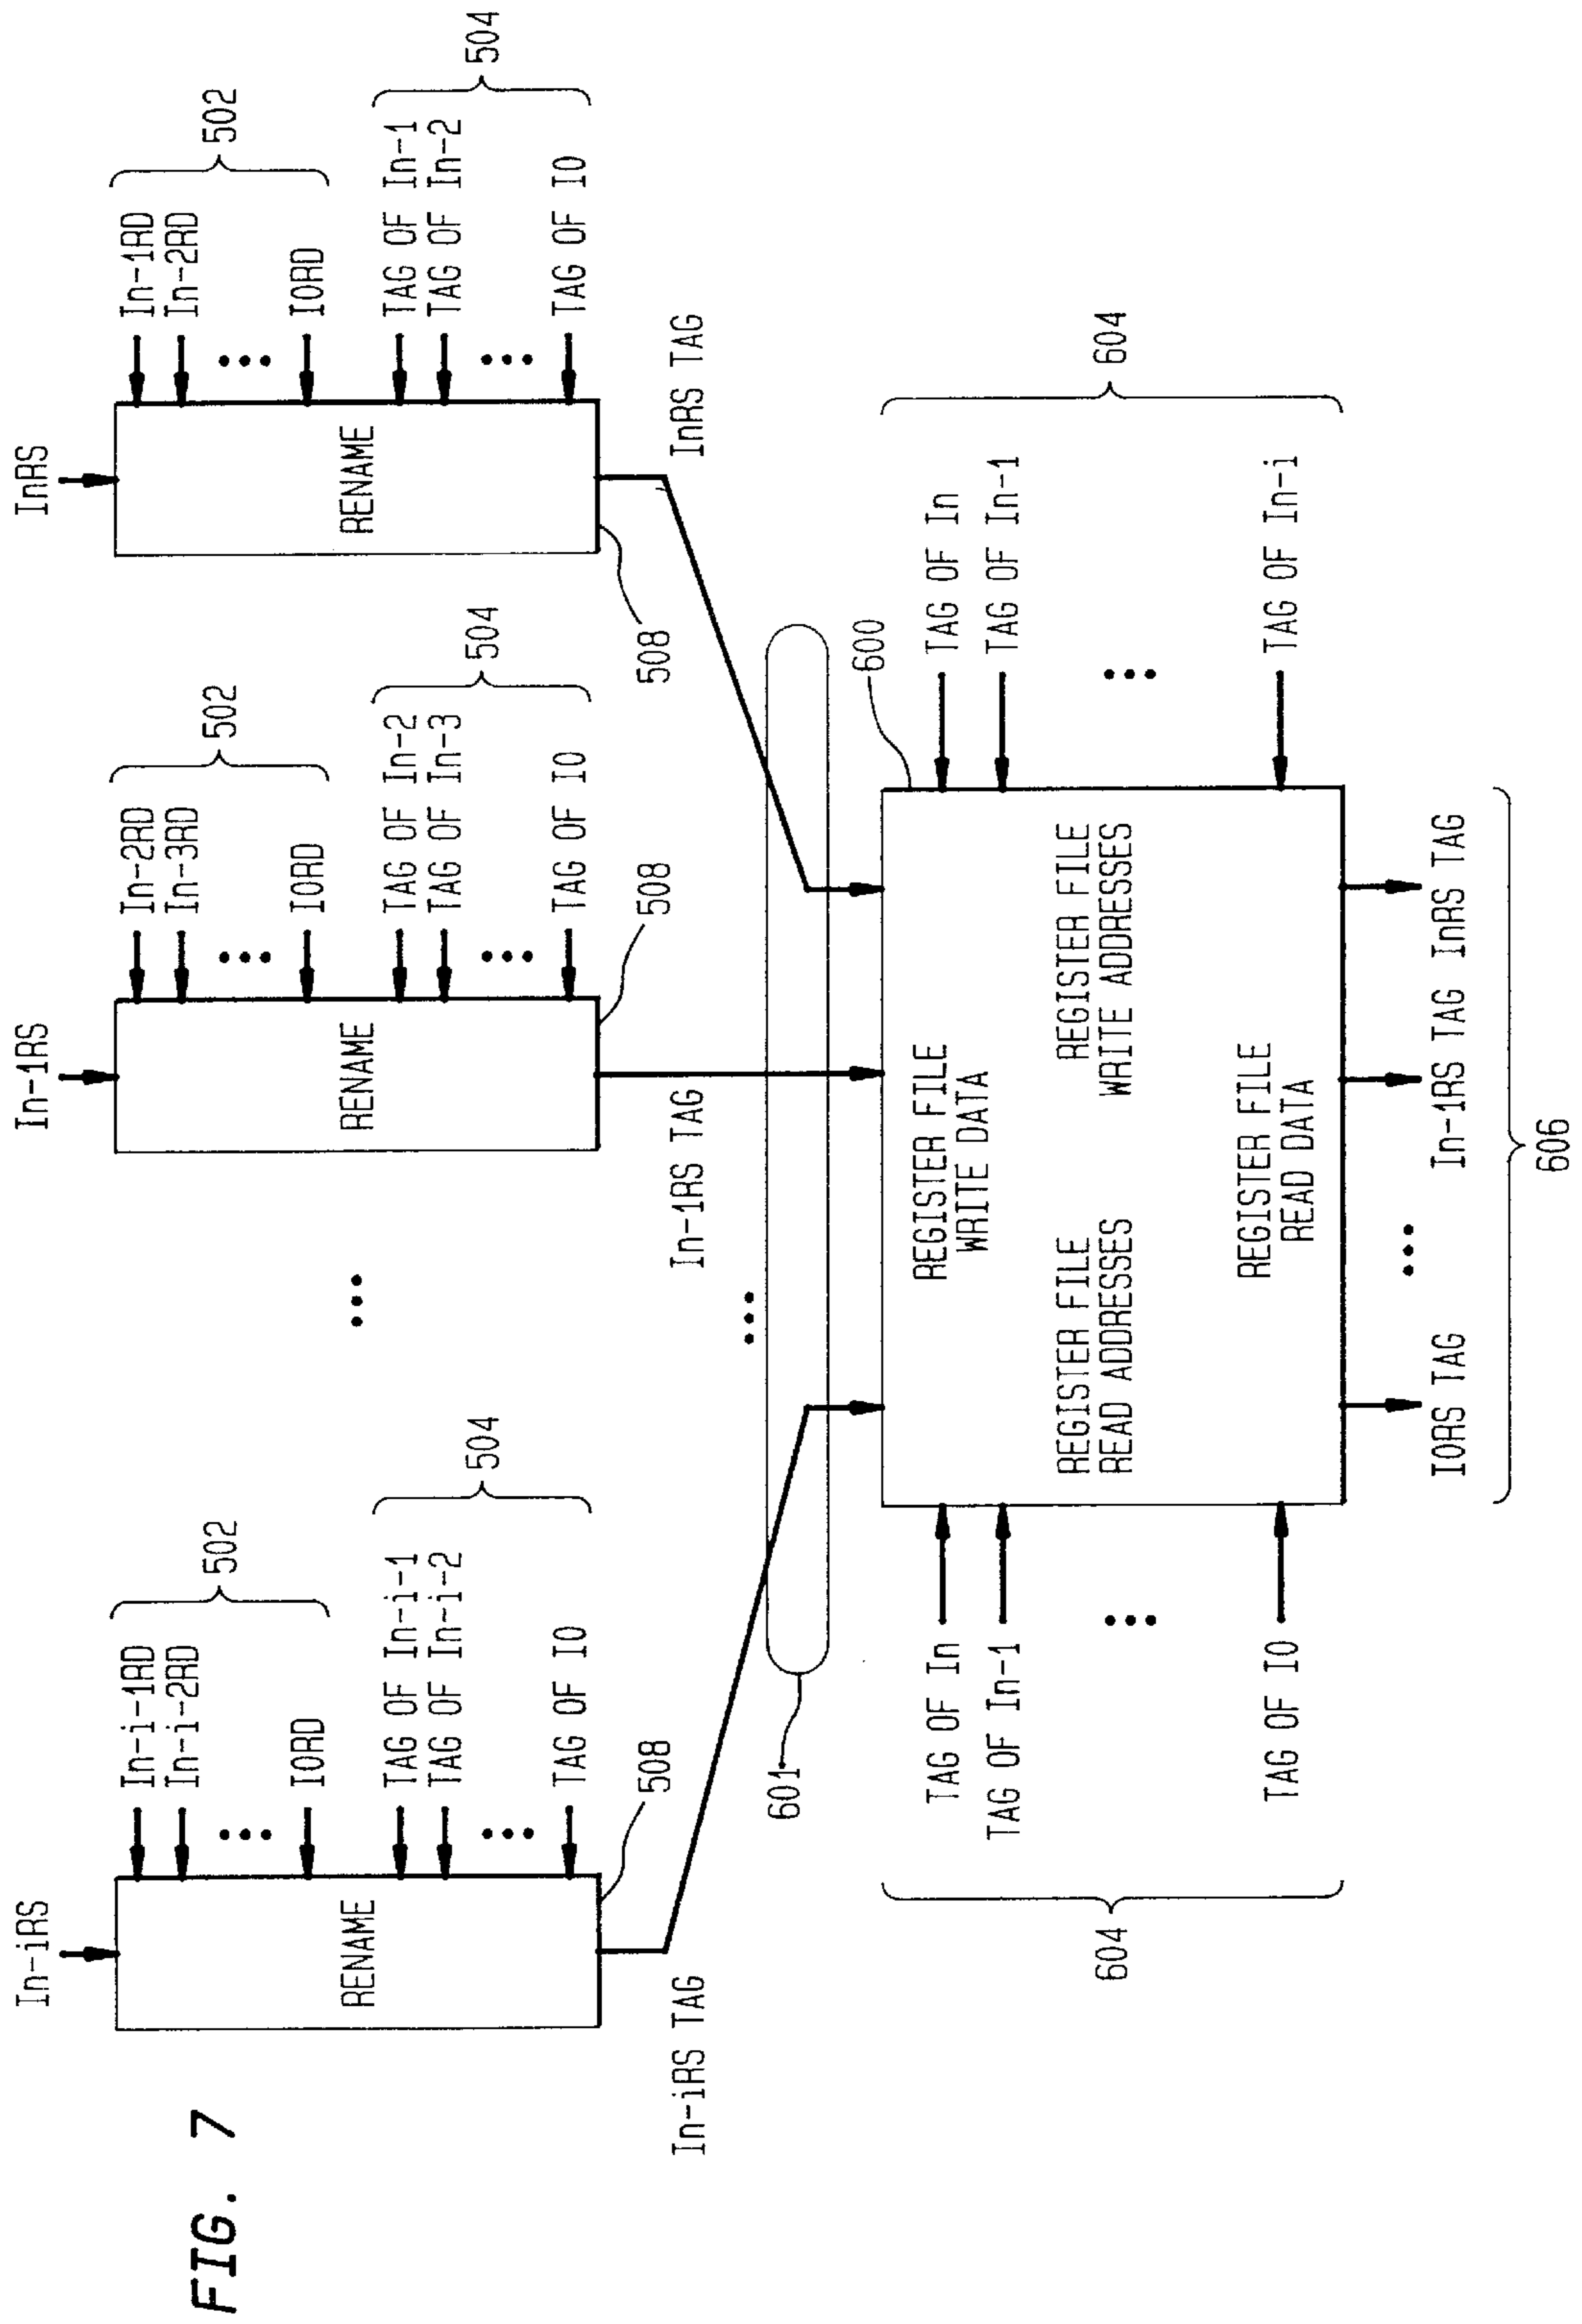 FIG. 7
In-iRS
In-i-1RD
In-i-2RD
IORD
502
TAG OF In-i-1
TAG OF In-i-2
TAG OF IO
504
RENAME
508
In-iRS TAG
In-1RS
In-2RD
In-3RD
IORD
502
TAG OF In-2
TAG OF In-3
TAG OF IO
504
RENAME
508
In-1RS TAG
InRS
In-1RD
In-2RD
IORD
502
TAG OF In-1
TAG OF In-2
TAG OF IO
504
RENAME
508
InRS TAG
601
600
604
TAG OF In
TAG OF In-1
TAG OF IO
REGISTER FILE
WRITE DATA
REGISTER FILE
READ ADDRESSES
REGISTER FILE
WRITE ADDRESSES
REGISTER FILE
READ DATA
TAG OF In
TAG OF In-1
TAG OF In-i
604
IORS TAG
In-1RS TAG
InRS TAG
606